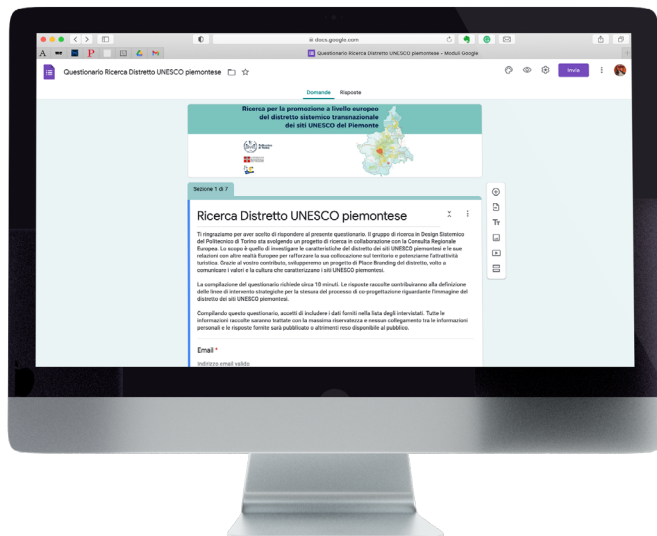 docs.google.com
Questionario Ricerca Distretto UNESCO piemontese - Moduli Google
Questionario Ricerca Distretto UNESCO piemontese
Invia
Domande Risposte
Ricerca per la promozione a livello europeo
del distretto sistemico transnazionale
dei siti UNESCO del Piemonte
Sezione 1 di 7
Ricerca Distretto UNESCO piemontese
Ti ringraziamo per aver scelto di rispondere al presente questionario. Il gruppo di ricerca in Design Sistemico
del Politecnico di Torino sta svolgendo un progetto di ricerca in collaborazione con la Consulta Regionale
Europea. Lo scopo è quello di investigare le caratteristiche del distretto dei siti UNESCO piemontesi e le sue
relazioni con altre realtà Europee per rafforzare la sua collocazione sul territorio e potenziarne l'attrattività
turistica. Grazie al vostro contributo, svilupperemo un progetto di Place Branding del distretto, volto a
comunicare i valori e la cultura che caratterizzano i siti UNESCO piemontesi.
La compilazione del questionario richiede circa 10 minuti. Le risposte raccolte contribuiranno alla definizione
delle linee di intervento strategiche per la stesura del processo di co-progettazione riguardante l'immagine del
distretto dei siti UNESCO piemontesi.
Compilando questo questionario, accetti di includere i dati forniti nella lista degli intervistati. Tutte le
informazioni raccolte saranno trattate con la massima riservatezza e nessun collegamento tra le informazioni
personali e le risposte fornite sarà pubblicato o altrimenti reso disponibile al pubblico.
Email *
Indirizzo email valido